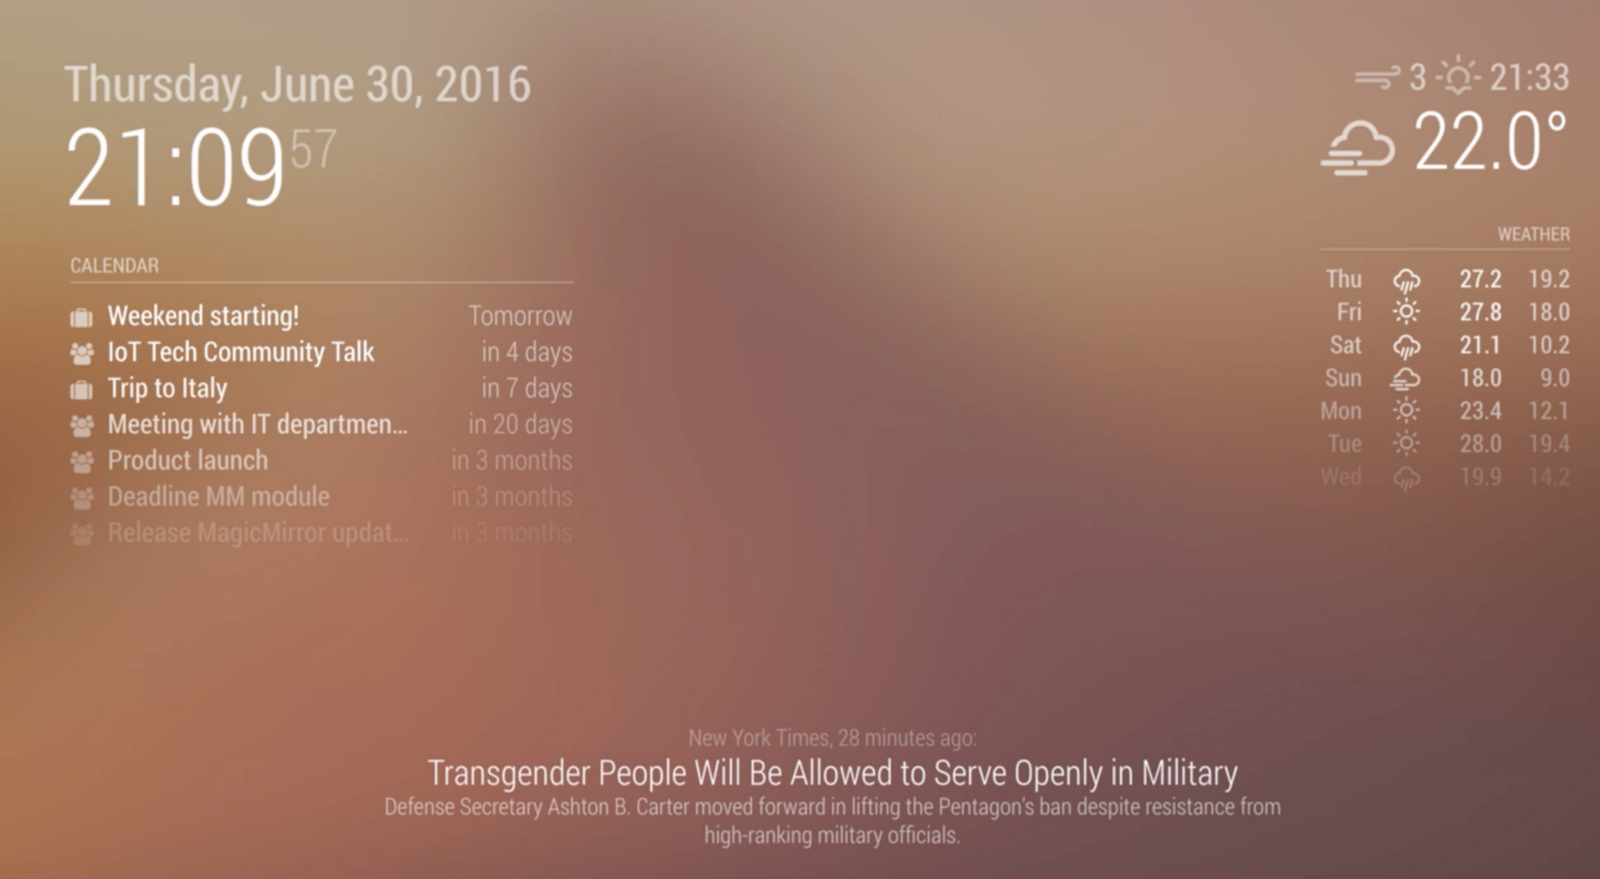 Thursday, June 30, 2016
21:09 57
CALENDAR
Weekend starting! Tomorrow
IoT Tech Community Talk in 4 days
Trip to Italy in 7 days
Meeting with IT departmen... in 20 days
Product launch in 3 months
Deadline MM module in 3 months
Release MagicMirror updat... in 3 months
3 21:33
22.0°
WEATHER
Thu 27.2 19.2
Fri 27.8 18.0
Sat 21.1 10.2
Sun 18.0 9.0
Mon 23.4 12.1
Tue 28.0 19.4
Wed 19.9 14.2
New York Times, 28 minutes ago:
Transgender People Will Be Allowed to Serve Openly in Military
Defense Secretary Ashton B. Carter moved forward in lifting the Pentagon's ban despite resistance from
high-ranking military officials.